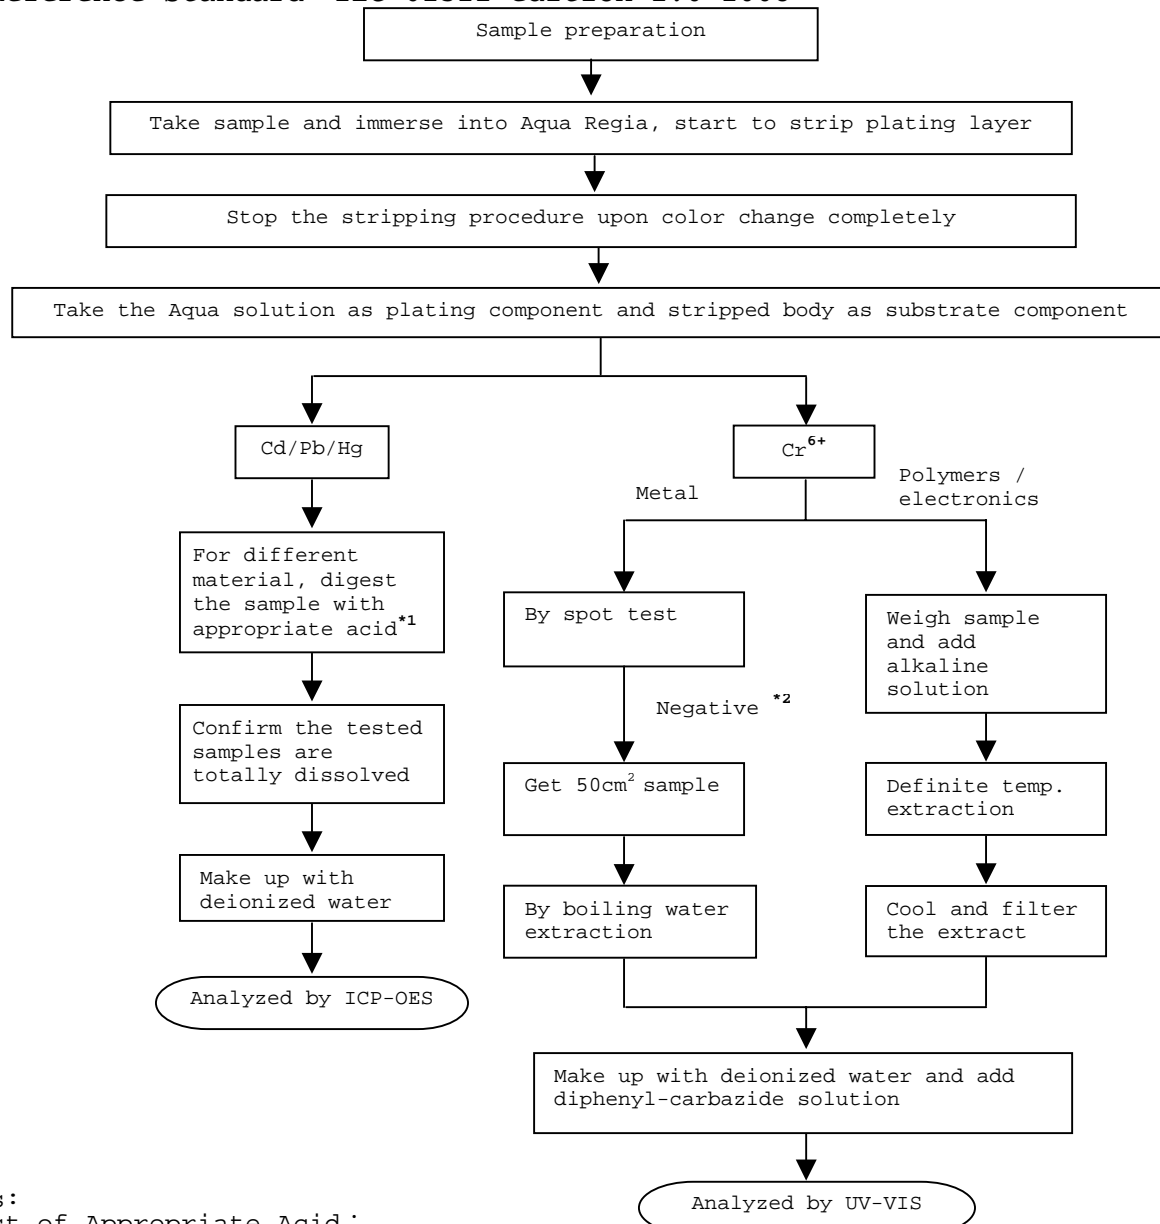 Sample preparation
Take sample and immerse into Aqua Regia, start to strip plating layer
Stop the stripping procedure upon color change completely
Take the Aqua solution as plating component and stripped body as substrate component
Cd/Pb/Hg
Cr6+
Metal
Polymers /
electronics
For different
material, digest
the sample with
appropriate acid*1
Confirm the tested
samples are
totally dissolved
Make up with
deionized water
Analyzed by ICP-OES
By spot test
Negative *2
Get 50cm2 sample
By boiling water
extraction
Weigh sample
and add
alkaline
solution
Definite temp.
extraction
Cool and filter
the extract
Make up with deionized water and add
diphenyl-carbazide solution
Analyzed by UV-VIS
of Appropriate Acid: